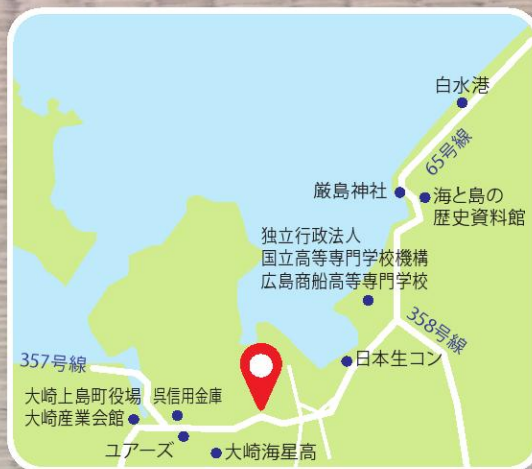 白水港
65号線
厳島神社
海と島の
歴史資料館
独立行政法人
国立高等専門学校機構
広島商船高等専門学校
358号線
日本生コン
357号線
大崎上島町役場
大崎産業会館
呉信用金庫
ユアーズ
大崎海星高